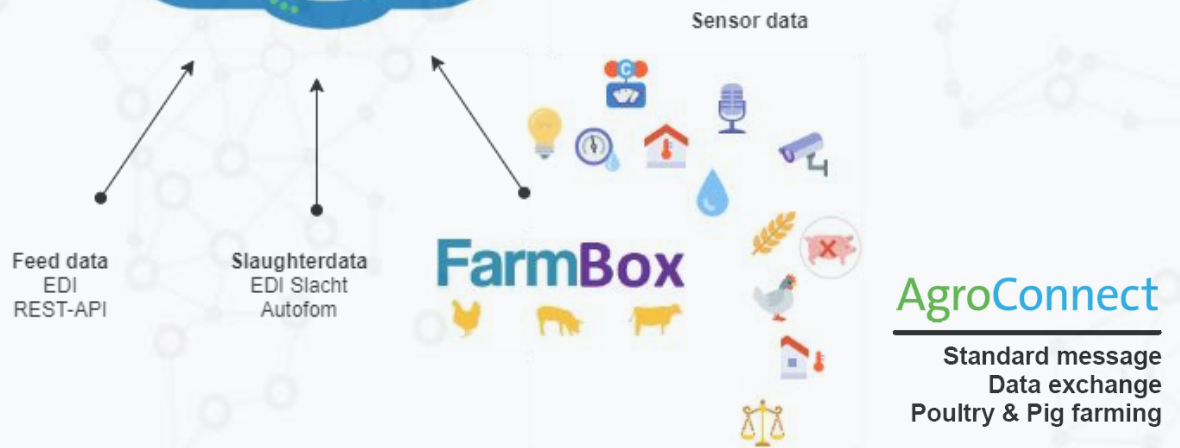 Sensor data
C
Feed data
EDI
REST-API
Slaughterdata
EDI Slacht
Autofom
FarmBox
AgroConnect
Standard message
Data exchange
Poultry & Pig farming